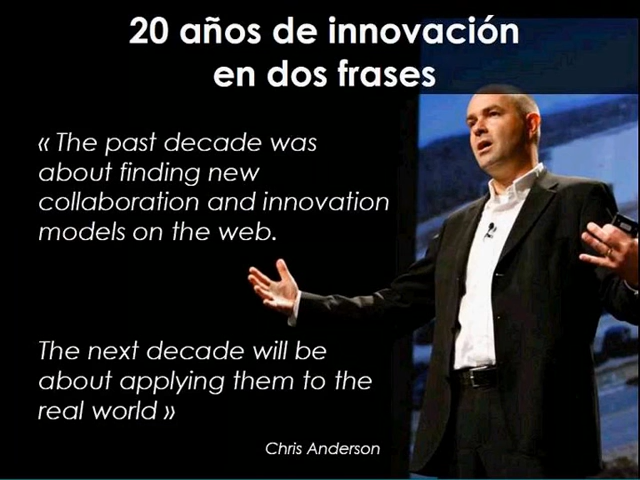 20 años de innovación
en dos frases
« The past decade was
about finding new
collaboration and innovation
models on the web.
The next decade will be
about applying them to the
real world »
Chris Anderson